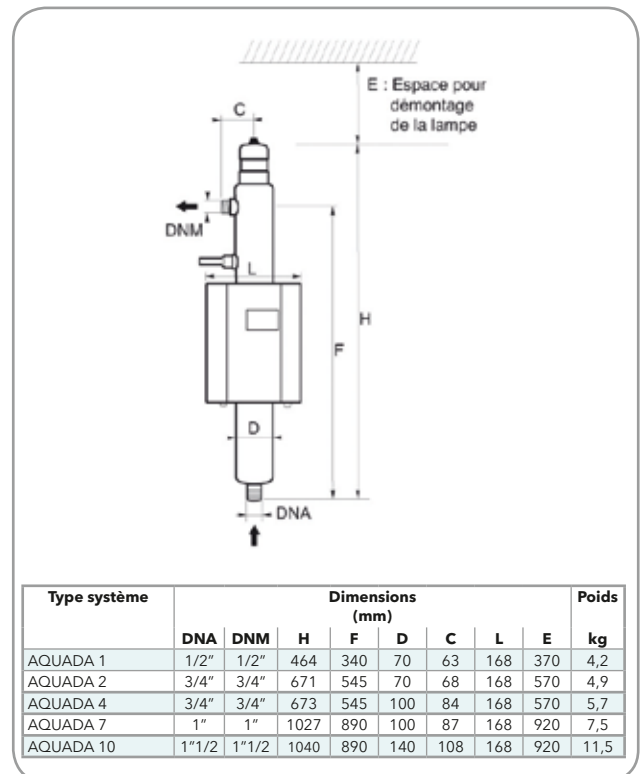 E : Espace pour
démontage
de la lampe
C
DNM
L
H
F
D
DNA
Type système Dimensions Poids
(mm)
DNA DNM H F D C L E kg
AQUADA 1 1/2" 1/2" 464 340 70 63 168 370 4,2
AQUADA 2 3/4" 3/4" 671 545 70 68 168 570 4,9
AQUADA 4 3/4" 3/4" 673 545 100 84 168 570 5,7
AQUADA 7 1" 1" 1027 890 100 87 168 920 7,5
AQUADA 10 1"1/2 1"1/2 1040 890 140 108 168 920 11,5